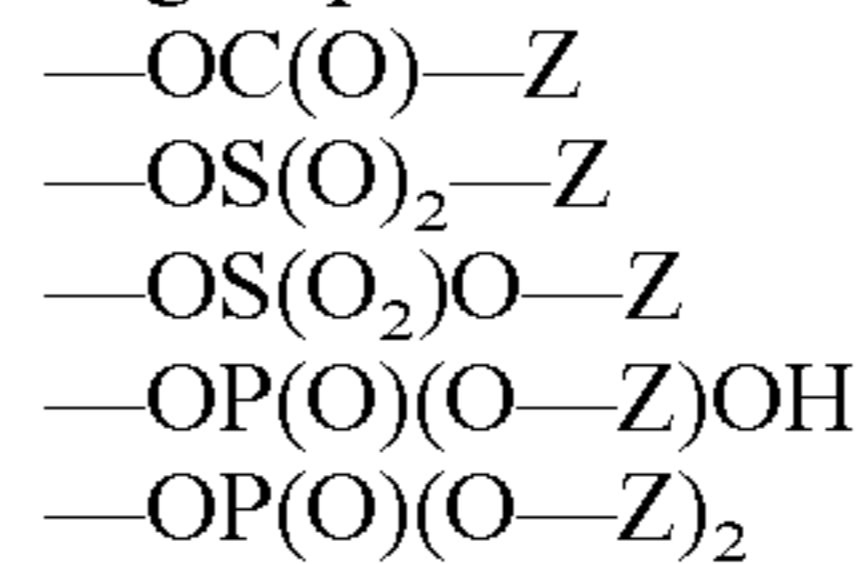 —OC(O)—Z
—OS(O)₂—Z
—OS(O₂)O—Z
—OP(O)(O—Z)OH
—OP(O)(O—Z)₂